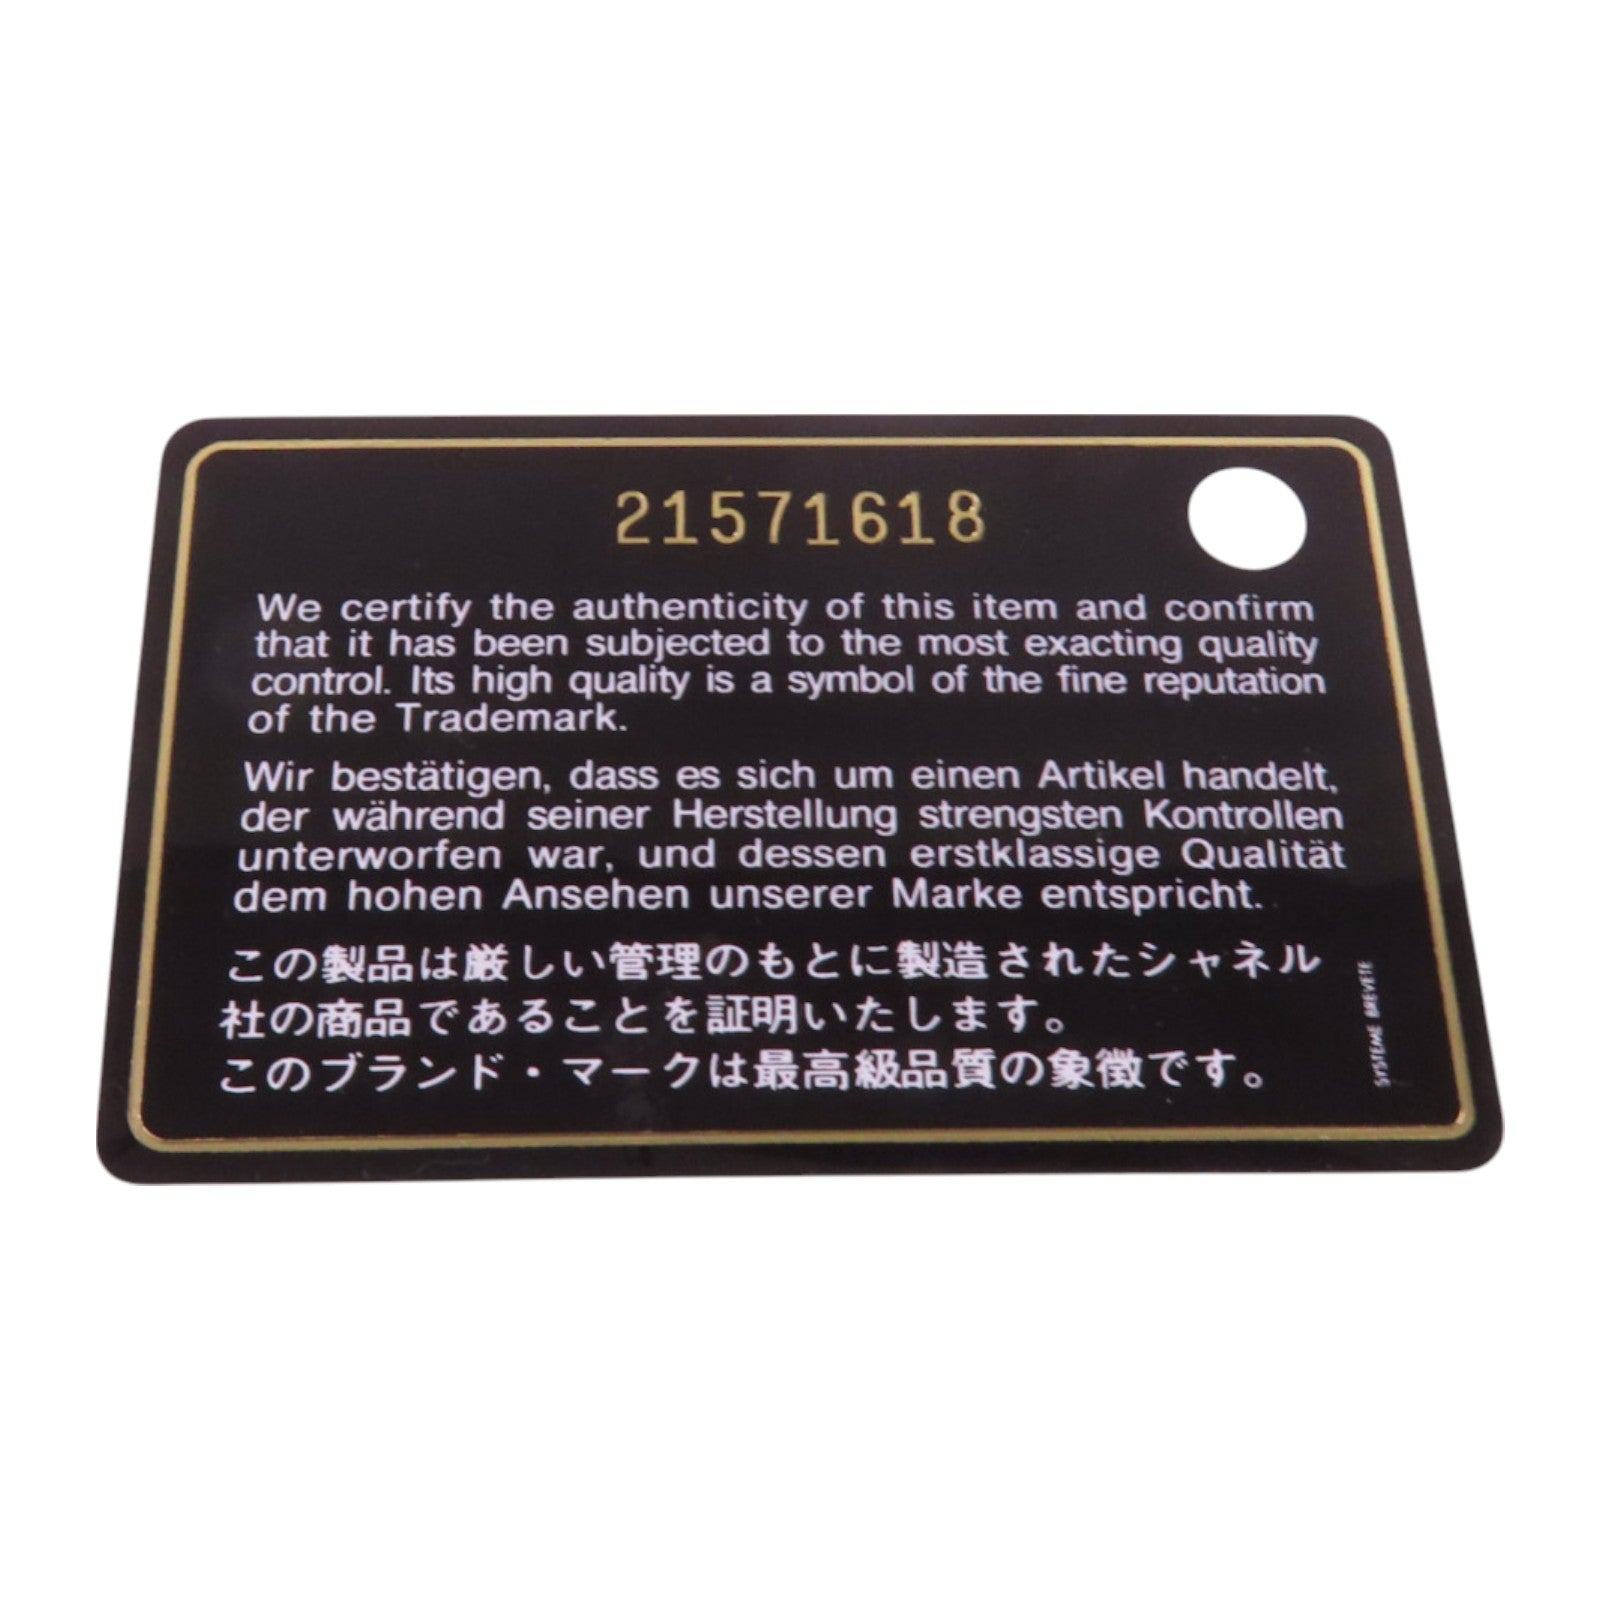 21571618
We certify the authenticity of this item and confirm
that it has been subjected to the most exacting quality
control. Its high quality is a symbol of the fine reputation
of the Trademark.
Wir bestätigen, dass es sich um einen Artikel handelt,
der während seiner Herstellung strengsten Kontrollen
unterworfen war, und dessen erstklassige Qualität
dem hohen Ansehen unserer Marke entspricht.
この製品は厳しい管理のもとに製造されたシャネル
社の商品であることを証明いたします。
このブランド・マークは最高級品質の象徴です。
SYSTEME BREVETE